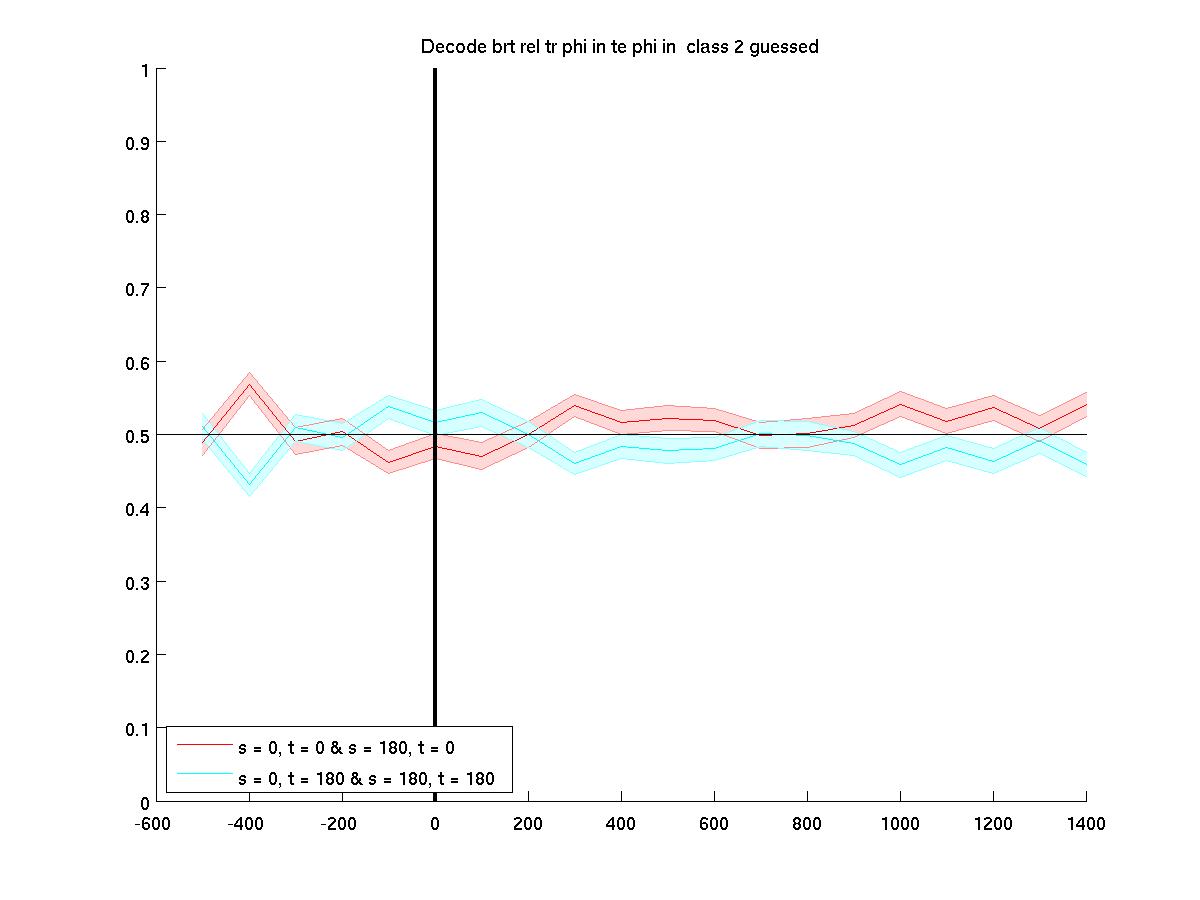 Decode brt rel tr phi in te phi in  class 2 guessed
1
0.9
0.8
0.7
0.6
0.5
0.4
0.3
0.2
0.1
0
s = 0, t = 0 & s = 180, t = 0
s = 0, t = 180 & s = 180, t = 180
-600 -400 -200 0 200 400 600 800 1000 1200 1400